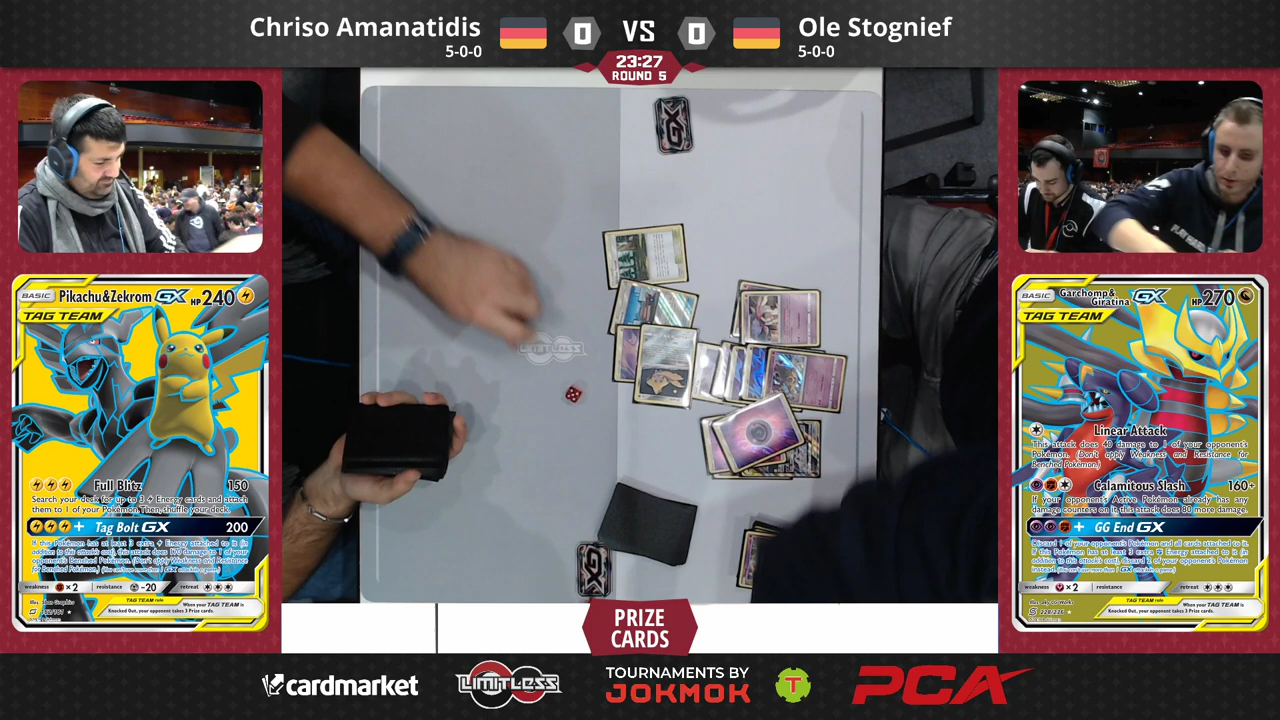 Chriso Amanatidis
5-0-0
0 VS 0
Ole Stognief
5-0-0
23:27
ROUND 5
BASIC
Pikachu&Zekrom GX HP240
TAG TEAM
Full Blitz 150
Search your deck for up to 3 Energy cards and attach
them to 1 of your Pokémon. Then, shuffle your deck.
+ Tag Bolt GX 200
weakness ×2 resistance -20 retreat
TAG TEAM rule
When your TAG TEAM is
Knocked Out, your opponent takes 3 Prize cards.
GX
LIMITLESS
GX
BASIC
Garchomp&
Giratina GX HP270
TAG TEAM
Linear Attack
This attack does 40 damage to 1 of your opponent's
Pokémon. (Don't apply Weakness and Resistance for
Benched Pokémon.)
Calamitous Slash 160+
If your opponent's Active Pokémon already has any
damage counters on it, this attack does 80 more damage.
+ GG End GX
Discard 1 of your opponent's Pokémon and all cards attached to it.
weakness ×2 resistance retreat
TAG TEAM rule
When your TAG TEAM is
Knocked Out, your opponent takes 3 Prize cards.
PRIZE
CARDS
cardmarket
LIMITLESS
TOURNAMENTS BY
JOKMOK
T
PCA